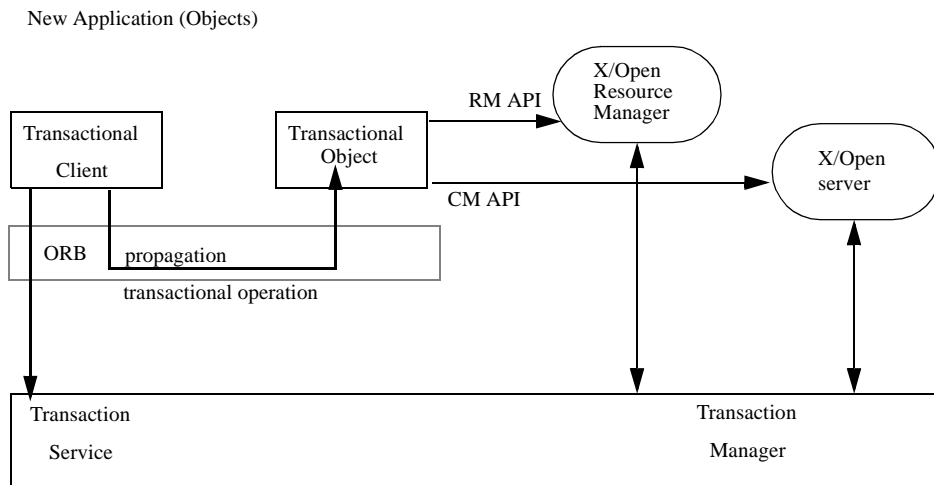 New Application (Objects)
X/Open
Resource
Manager
RM API
Transactional
Client
Transactional
Object
X/Open
server
CM API
ORB
propagation
transactional operation
Transaction
Service
Transaction
Manager